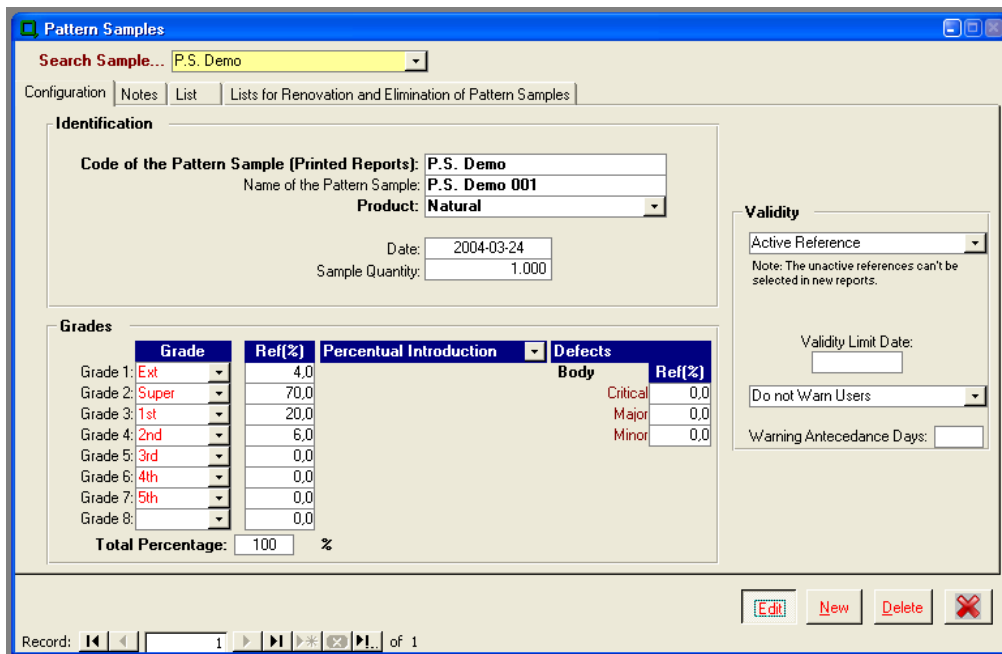 Pattern Samples
Search Sample... P.S. Demo
Configuration Notes List Lists for Renovation and Elimination of Pattern Samples
Identification
Code of the Pattern Sample (Printed Reports): P.S. Demo
Name of the Pattern Sample: P.S. Demo 001
Product: Natural
Date: 2004-03-24
Sample Quantity: 1.000
Validity
Active Reference
Note: The unactive references can't be
selected in new reports.
Validity Limit Date:
Do not Warn Users
Warning Antecedance Days:
Grades
Grade Ref(%) Percentual Introduction Defects
Grade 1: Ext 4,0 Body Ref(%)
Grade 2: Super 70,0 Critical 0,0
Grade 3: 1st 20,0 Major 0,0
Grade 4: 2nd 6,0 Minor 0,0
Grade 5: 3rd 0,0
Grade 6: 4th 0,0
Grade 7: 5th 0,0
Grade 8: 0,0
Total Percentage: 100 %
Edit New Delete
Record: 1 of 1